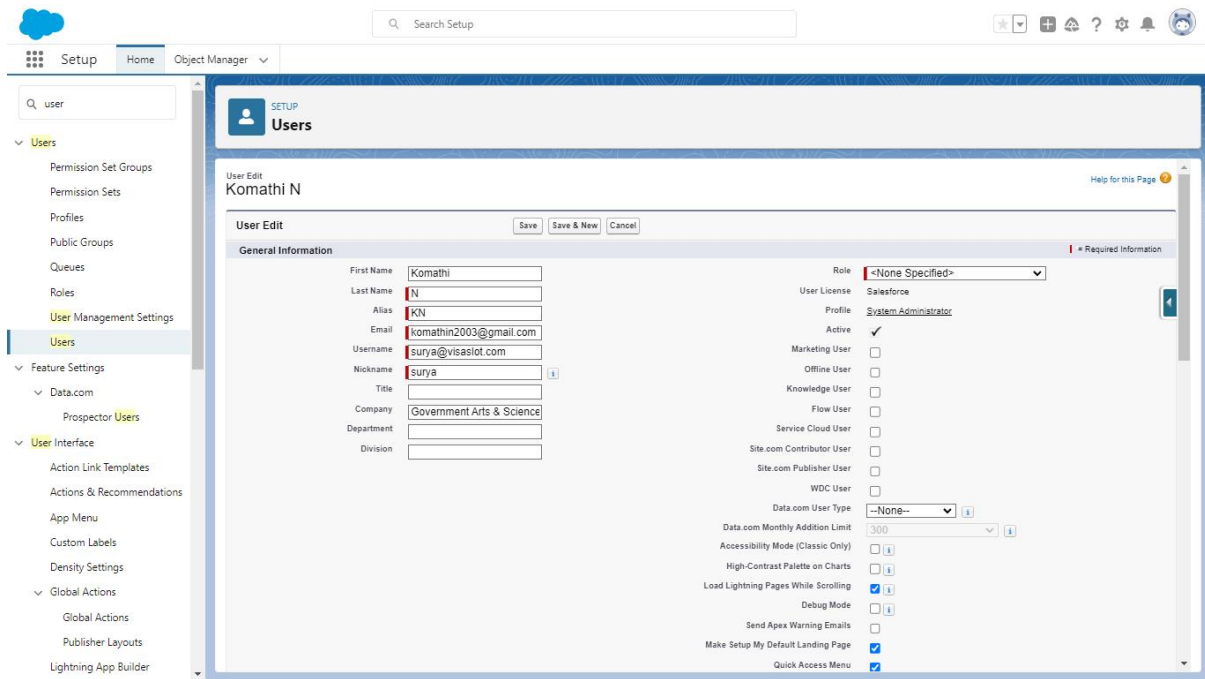 Search Setup
Setup
Home
Object Manager
user
Users
Permission Set Groups
Permission Sets
Profiles
Public Groups
Queues
Roles
User Management Settings
Users
Feature Settings
Data.com
Prospector Users
User Interface
Action Link Templates
Actions & Recommendations
App Menu
Custom Labels
Density Settings
Global Actions
Global Actions
Publisher Layouts
Lightning App Builder
SETUP
Users
User Edit
Komathi N
Help for this Page
User Edit
Save
Save & New
Cancel
General Information
= Required Information
First Name Komathi
Last Name N
Alias KN
Email komathin2003@gmail.com
Username surya@visaslot.com
Nickname surya
Title
Company Government Arts & Science
Department
Division
Role <None Specified>
User License Salesforce
Profile System Administrator
Active
Marketing User
Offline User
Knowledge User
Flow User
Service Cloud User
Site.com Contributor User
Site.com Publisher User
WDC User
Data.com User Type --None--
Data.com Monthly Addition Limit 300
Accessibility Mode (Classic Only)
High-Contrast Palette on Charts
Load Lightning Pages While Scrolling
Debug Mode
Send Apex Warning Emails
Make Setup My Default Landing Page
Quick Access Menu